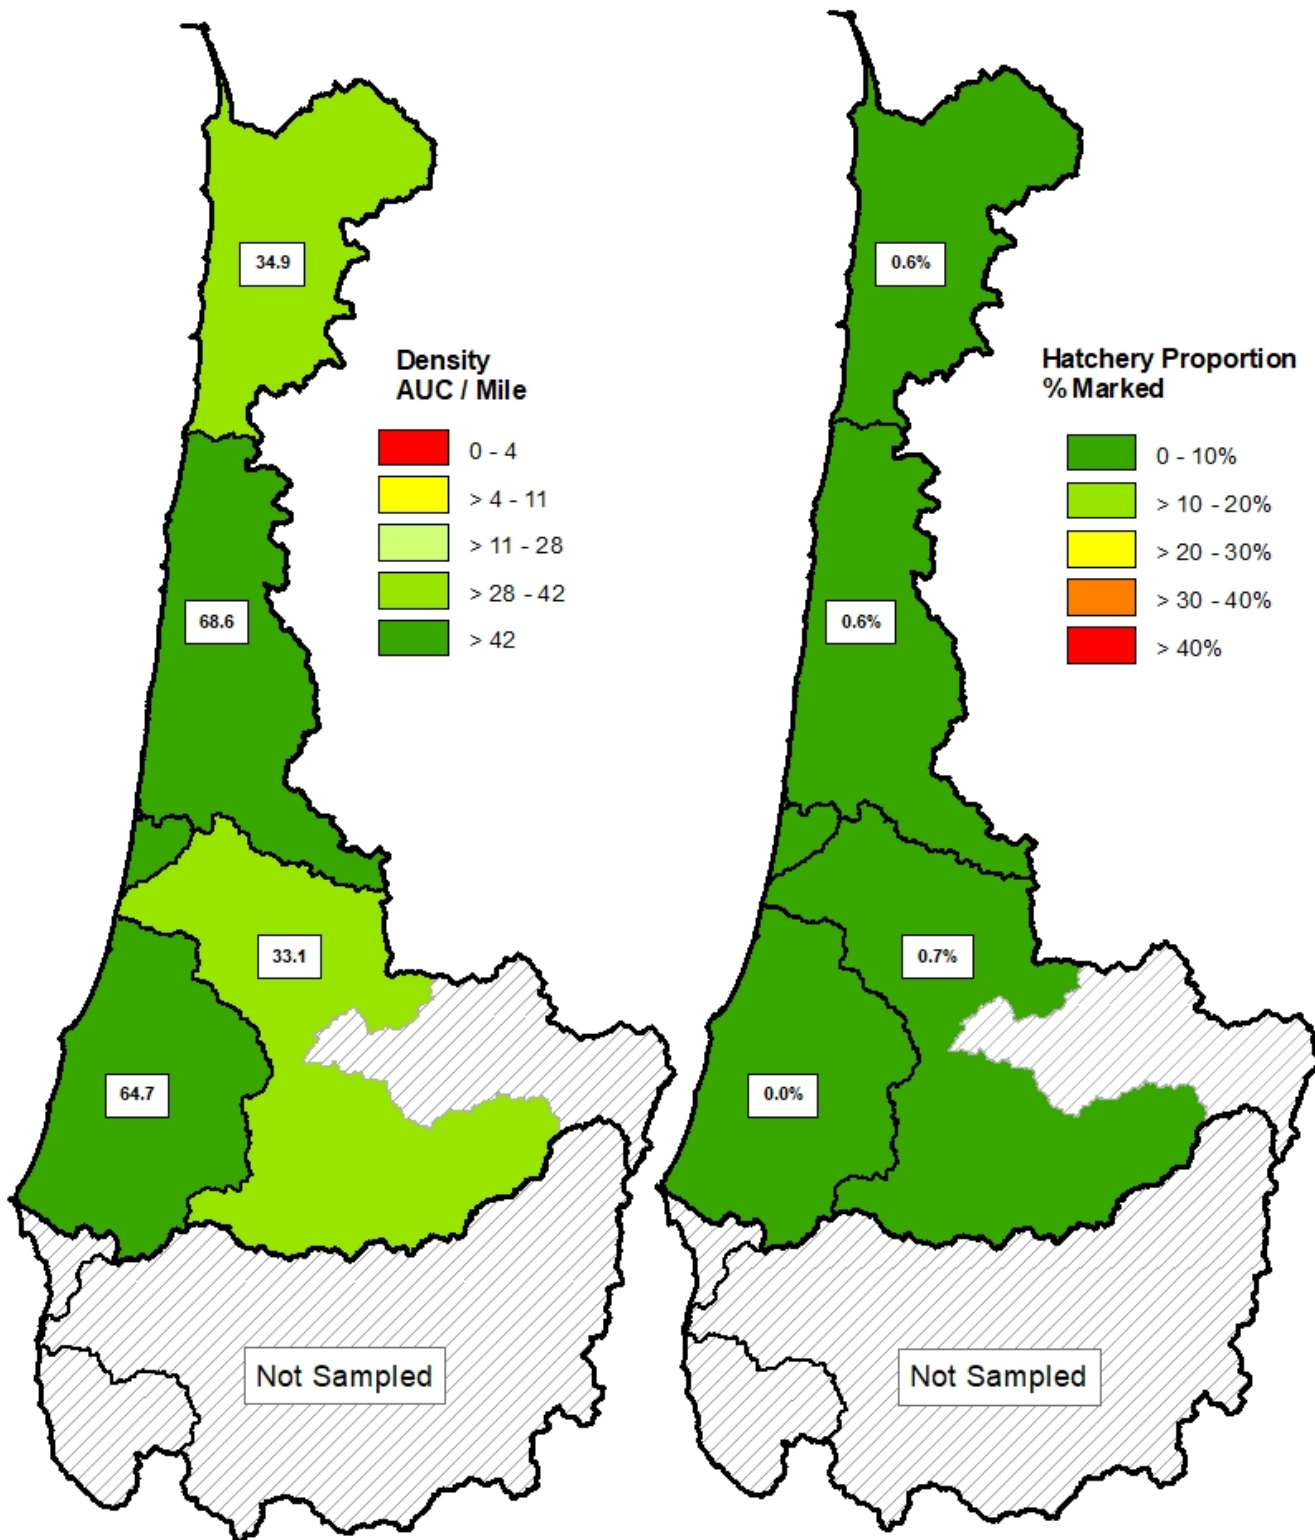 34.9
Density
AUC / Mile
0 - 4
> 4 - 11
> 11 - 28
> 28 - 42
> 42
68.6
33.1
64.7
Not Sampled
0.6%
Hatchery Proportion
% Marked
0 - 10%
> 10 - 20%
> 20 - 30%
> 30 - 40%
> 40%
0.6%
0.7%
0.0%
Not Sampled